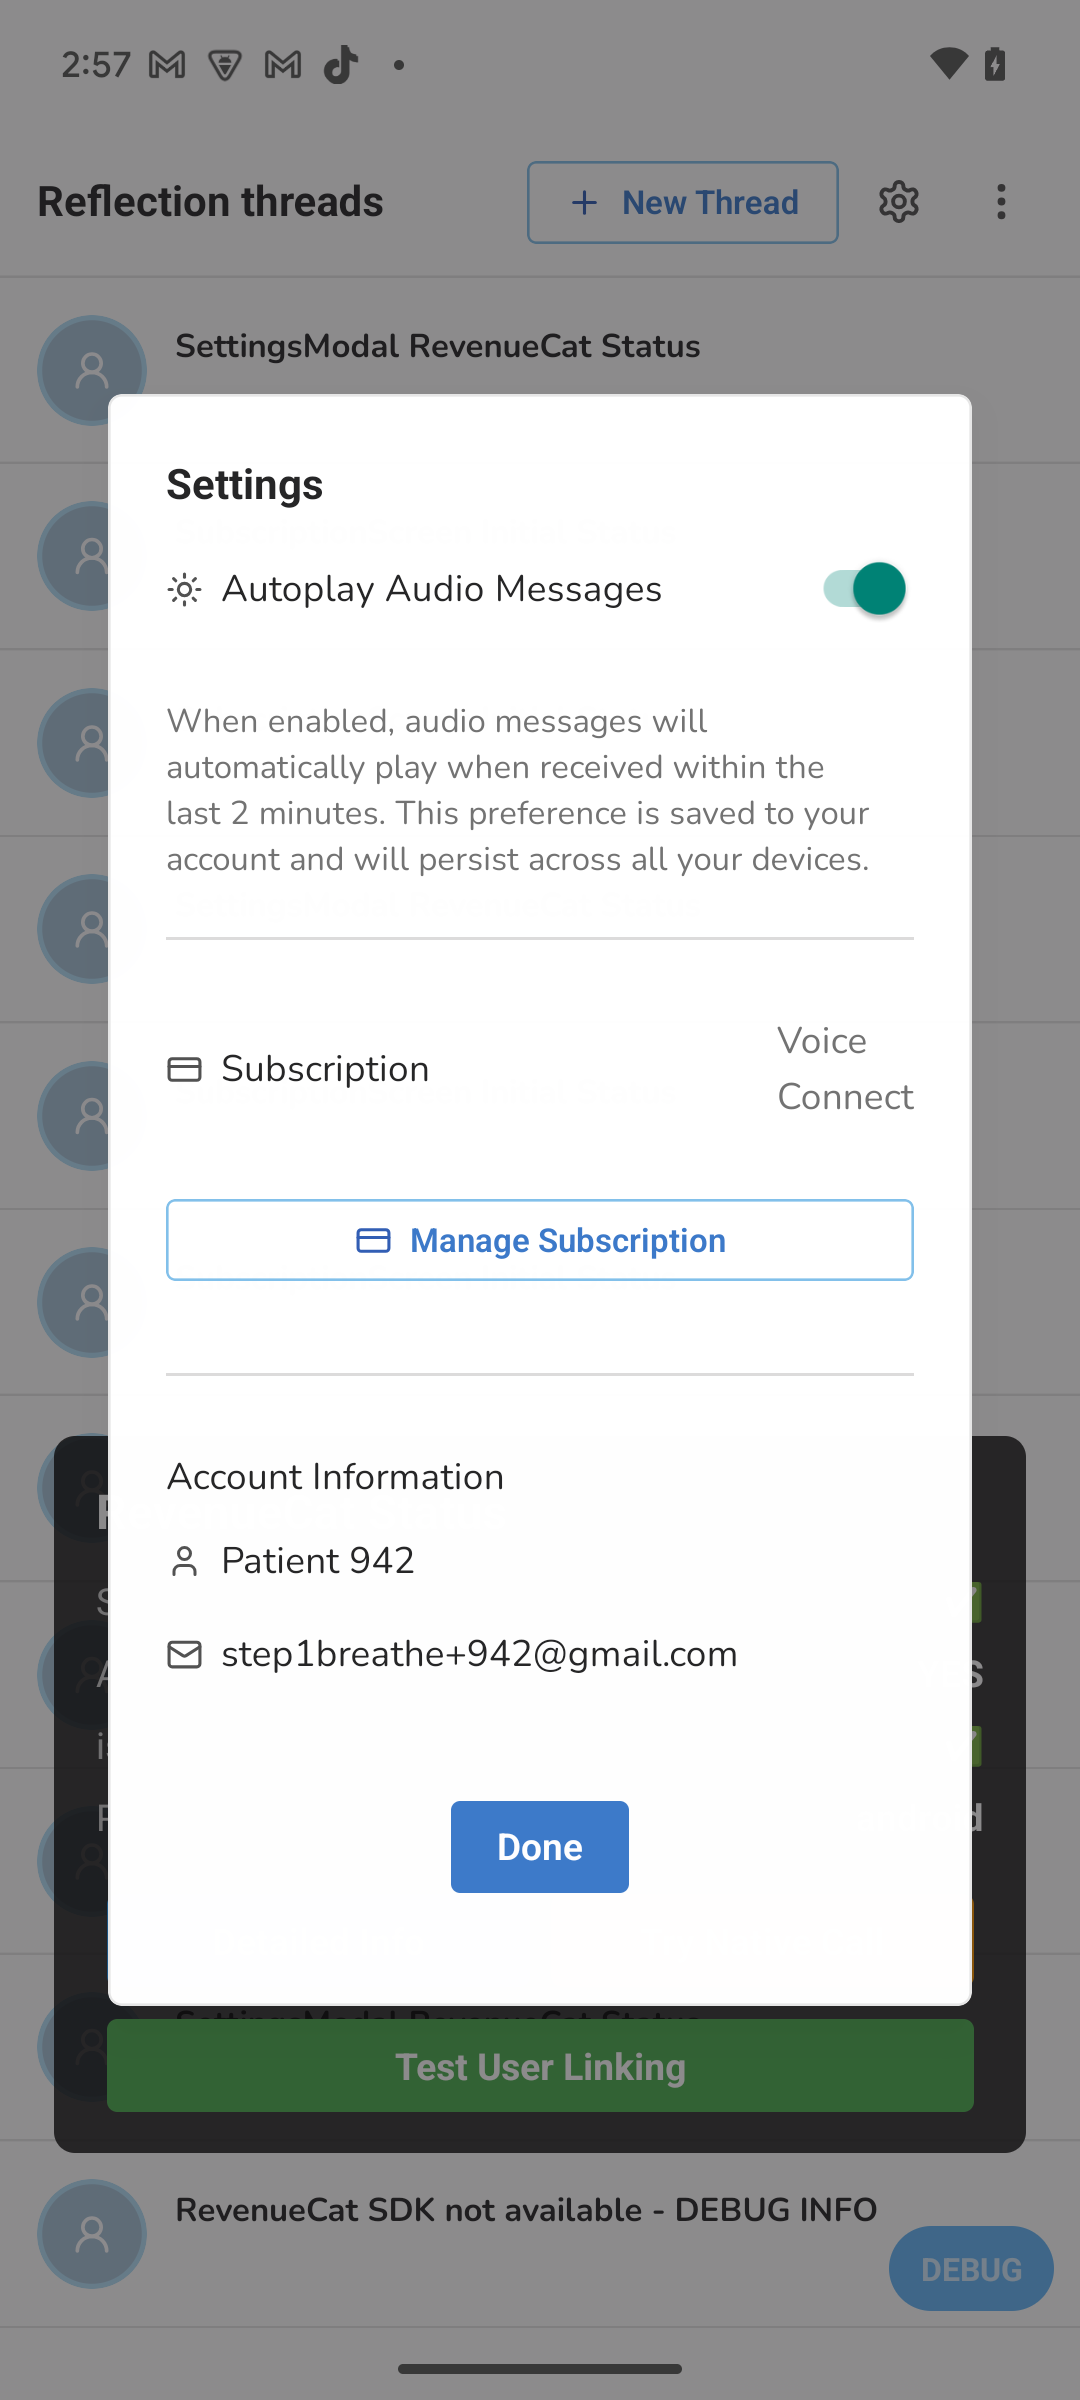 2:57
Reflection threads
New Thread
SettingsModal RevenueCat Status
Settings
Autoplay Audio Messages
When enabled, audio messages will
automatically play when received within the
last 2 minutes. This preference is saved to your
account and will persist across all your devices.
Subscription
Voice
Connect
Manage Subscription
Account Information
Patient 942
step1breathe+942@gmail.com
Done
SettingsModal RevenueCat Status
Test User Linking
RevenueCat SDK not available - DEBUG INFO
DEBUG